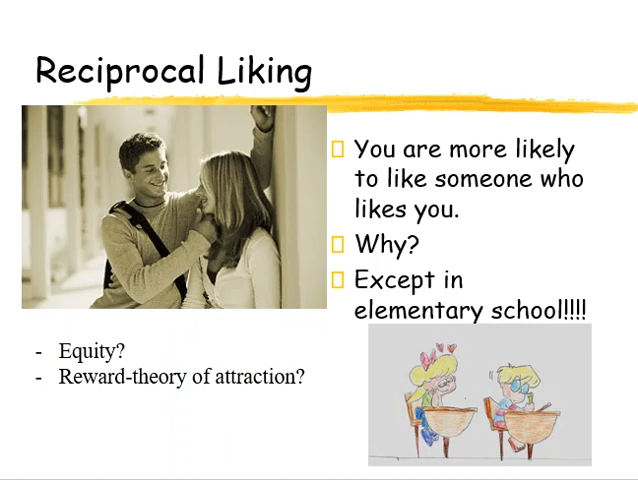 Reciprocal Liking
You are more likely
to like someone who
likes you.
Why?
Except in
elementary school!!!!
- Equity?
- Reward-theory of attraction?